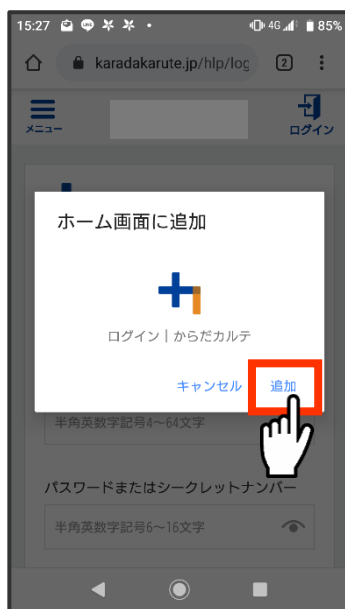 15:27 4G 85%
karadakarute.jp/hlp/log 2
メニュー
ログイン
ホーム画面に追加
ログイン｜からだカルテ
キャンセル 追加
半角英数字記号4〜64文字
パスワードまたはシークレットナンバー
半角英数字記号6〜16文字